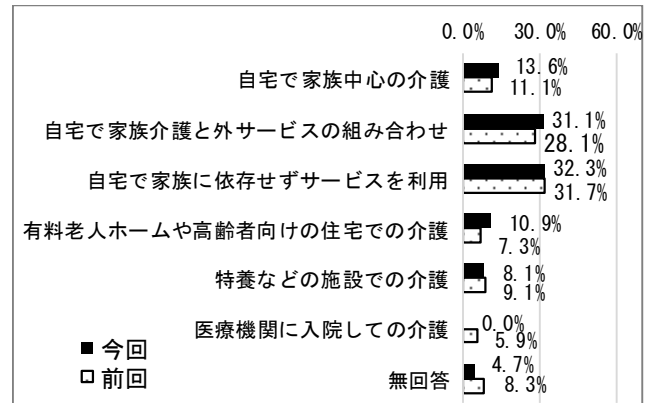 0.0% 30.0% 60.0%
自宅で家族中心の介護 13.6%
11.1%
自宅で家族介護と外サービスの組み合わせ 31.1%
28.1%
自宅で家族に依存せずサービスを利用 32.3%
31.7%
有料老人ホームや高齢者向けの住宅での介護 10.9%
7.3%
特養などの施設での介護 8.1%
9.1%
医療機関に入院しての介護 0.0%
5.9%
無回答 4.7%
8.3%
今回
前回